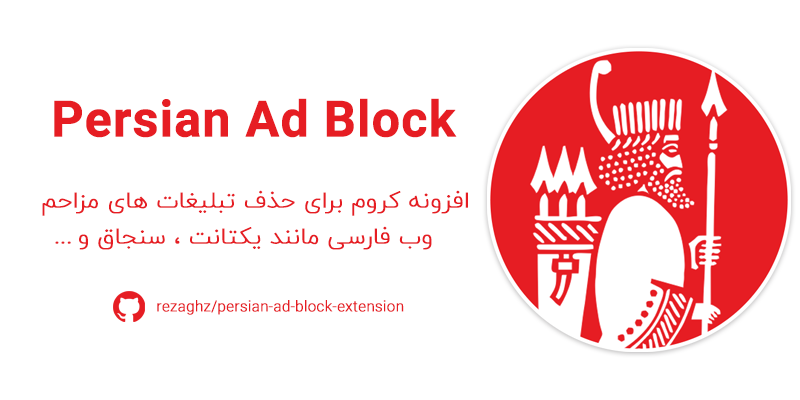 Persian Ad Block
افزونه کروم برای حذف تبلیغات های مزاحم
وب فارسی مانند یکتانت ، سنجاق و ...
rezaghz/persian-ad-block-extension